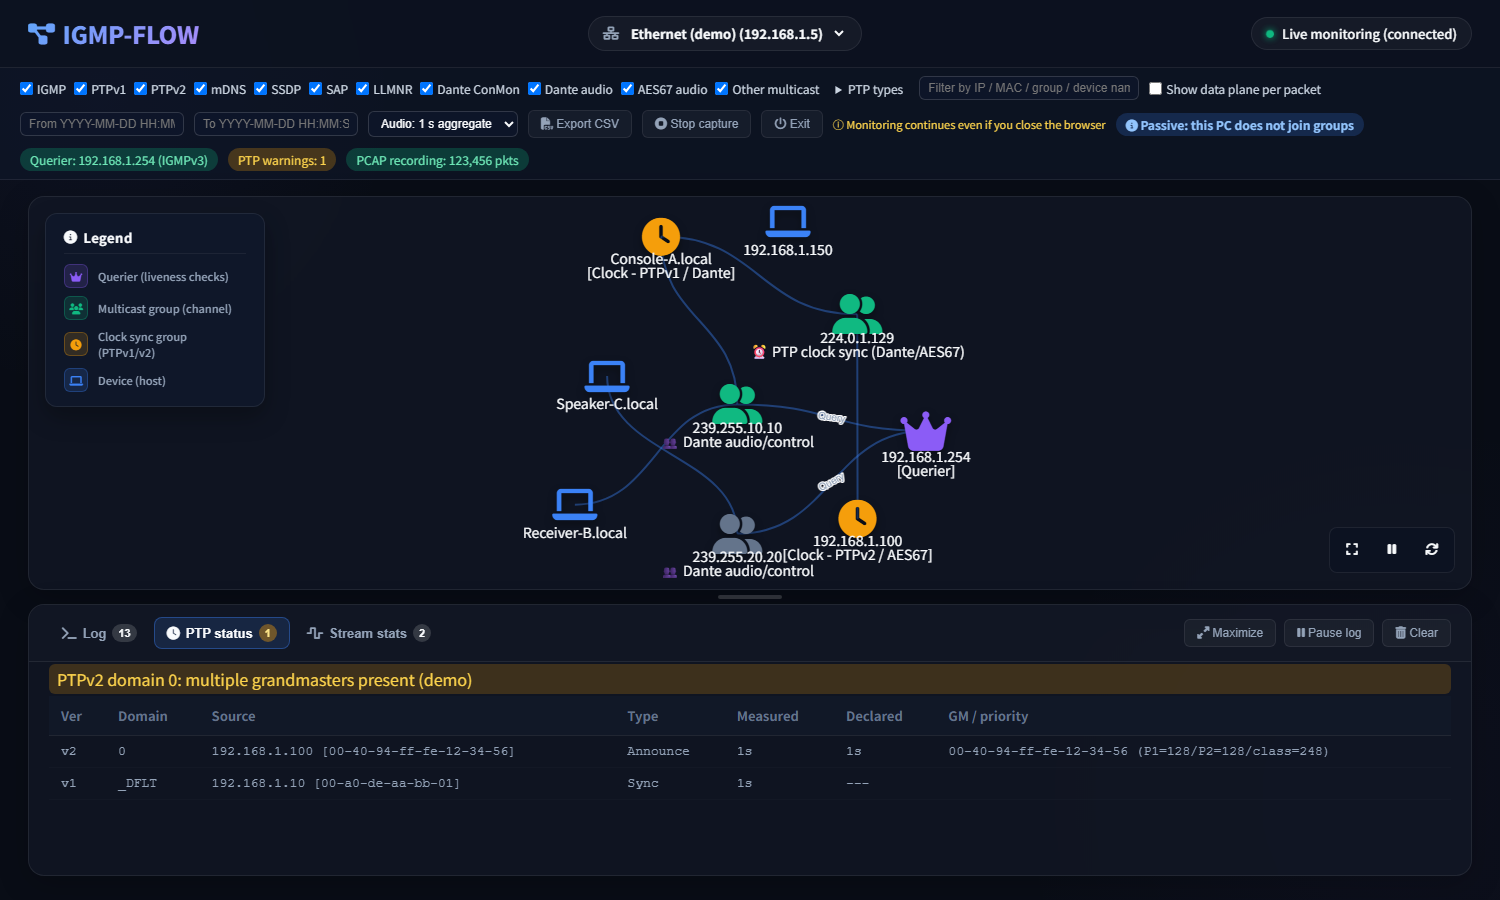 IGMP-FLOW
Ethernet (demo) (192.168.1.5)
Live monitoring (connected)
IGMP PTPv1 PTPv2 mDNS SSDP SAP LLMNR Dante ConMon Dante audio AES67 audio Other multicast ▶ PTP types Filter by IP / MAC / group / device nan Show data plane per packet
From YYYY-MM-DD HH:MM To YYYY-MM-DD HH:MM:S Audio: 1 s aggregate Export CSV Stop capture Exit Monitoring continues even if you close the browser Passive: this PC does not join groups
Querier: 192.168.1.254 (IGMPv3) PTP warnings: 1 PCAP recording: 123,456 pkts
Legend
Querier (liveness checks)
Multicast group (channel)
Clock sync group
(PTPv1/v2)
Device (host)
192.168.1.150
Console-A.local
[Clock - PTPv1 / Dante]
224.0.1.129
⏰ PTP clock sync (Dante/AES67)
Speaker-C.local
Query
239.255.10.10
👥 Dante audio/control
192.168.1.254
[Querier]
Query
Receiver-B.local
192.168.1.100
[Clock - PTPv2 / AES67]
239.255.20.20
👥 Dante audio/control
Log 13 PTP status 1 Stream stats 2 Maximize Pause log Clear
PTPv2 domain 0: multiple grandmasters present (demo)
Ver Domain Source Type Measured Declared GM / priority
v2 0 192.168.1.100 [00-40-94-ff-fe-12-34-56] Announce 1s 1s 00-40-94-ff-fe-12-34-56 (P1=128/P2=128/class=248)
v1 _DFLT 192.168.1.10 [00-a0-de-aa-bb-01] Sync 1s ---